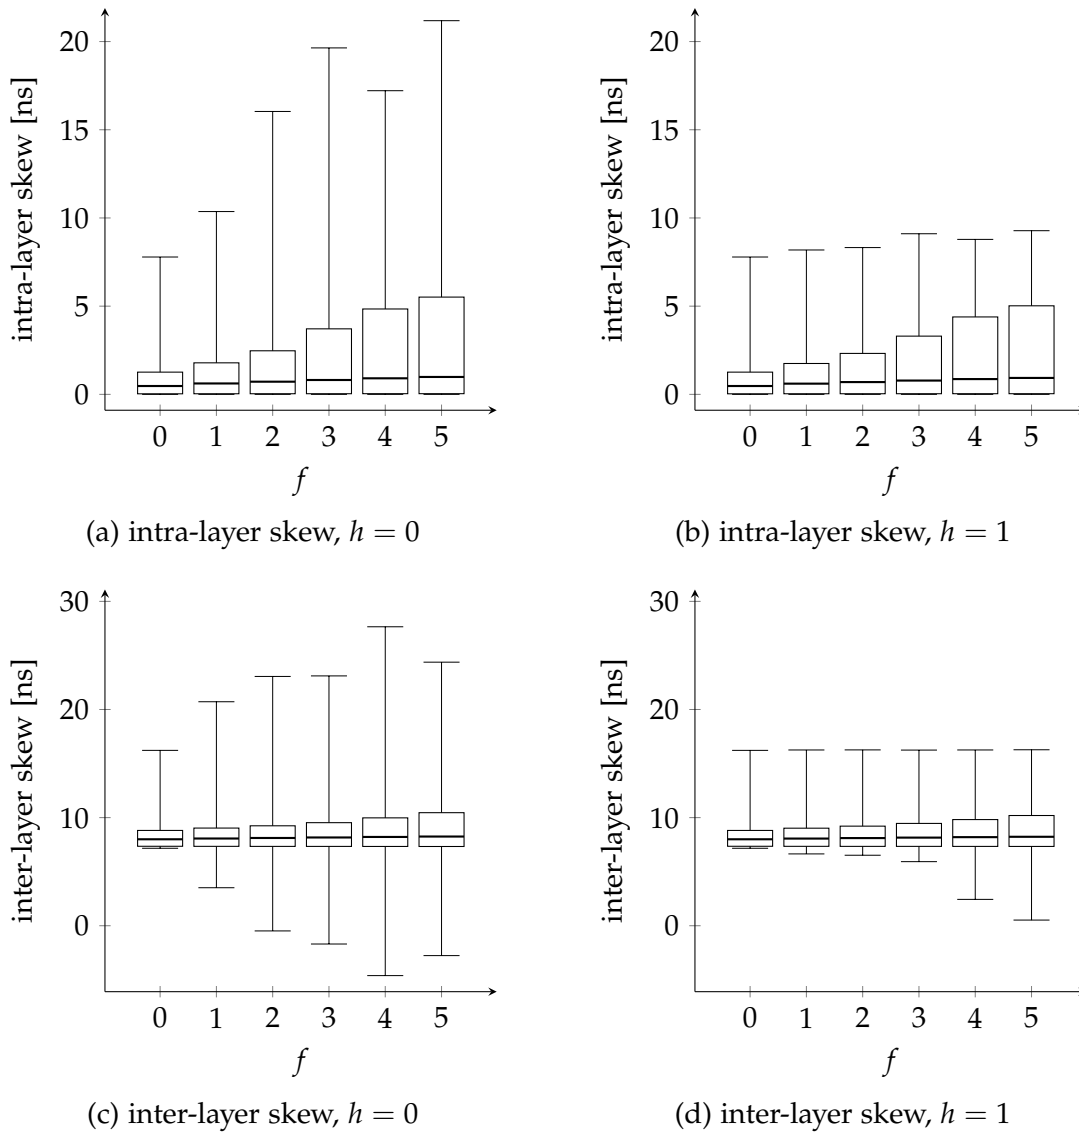 20
15
10
5
0
intra-layer skew [ns]
0 1 2 3 4 5
f
(a) intra-layer skew, h = 0
20
15
10
5
0
intra-layer skew [ns]
0 1 2 3 4 5
f
(b) intra-layer skew, h = 1
30
20
10
0
inter-layer skew [ns]
0 1 2 3 4 5
f
(c) inter-layer skew, h = 0
30
20
10
0
inter-layer skew [ns]
0 1 2 3 4 5
f
(d) inter-layer skew, h = 1